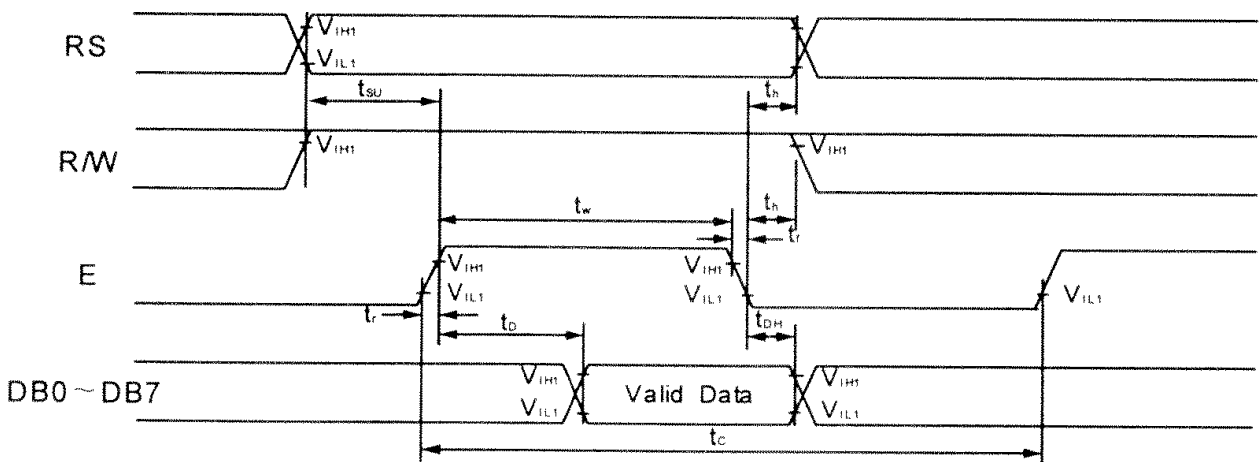 RS
VIH1
VIL1
tSU
th
R/W
VIH1
VIH1
tw
th
tr
E
VIH1
VIH1
VIL1
VIL1
VIL1
tr
tD
tDH
DB0～DB7
VIH1
Valid Data
VIH1
VIL1
VIL1
tC